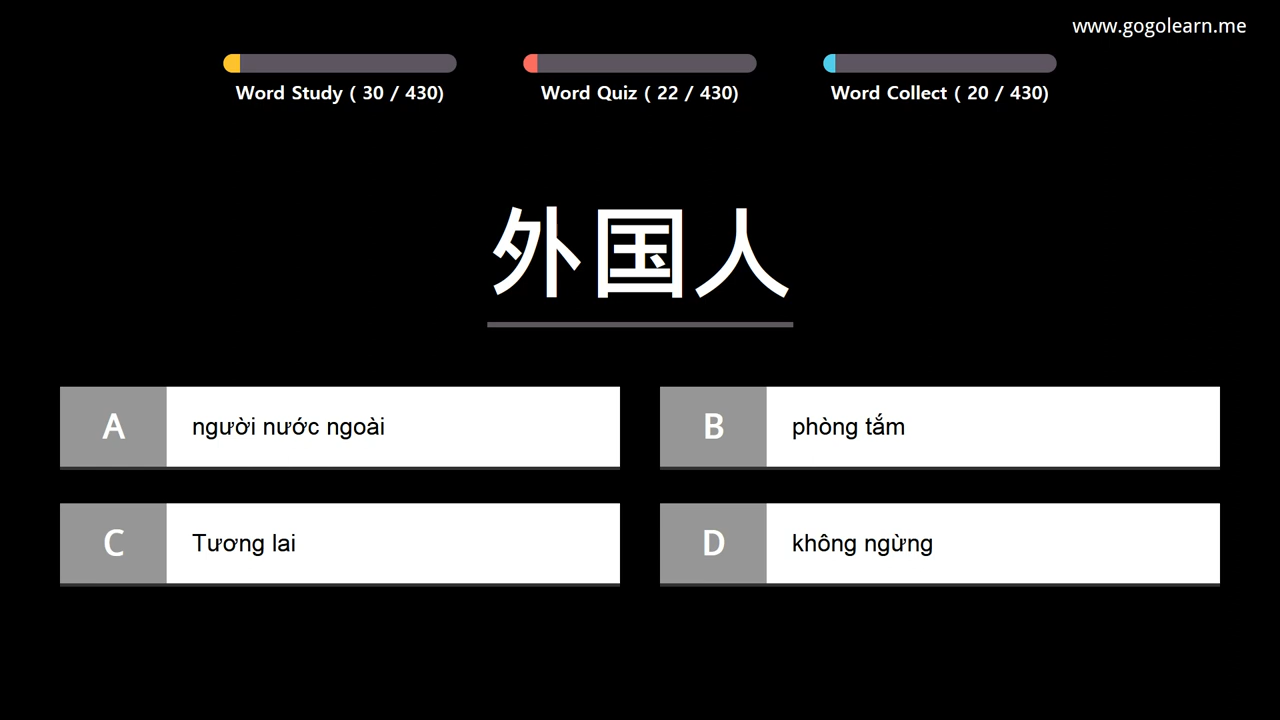 www.gogolearn.me
Word Study ( 30 / 430)
Word Quiz ( 22 / 430)
Word Collect ( 20 / 430)
外国人
A người nước ngoài
B phòng tắm
C Tương lai
D không ngừng